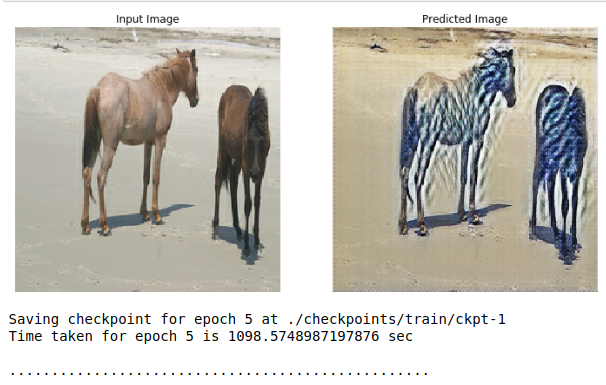 Input Image
Predicted Image
Saving checkpoint for epoch 5 at ./checkpoints/train/ckpt-1
Time taken for epoch 5 is 1098.5748987197876 sec
..................................................